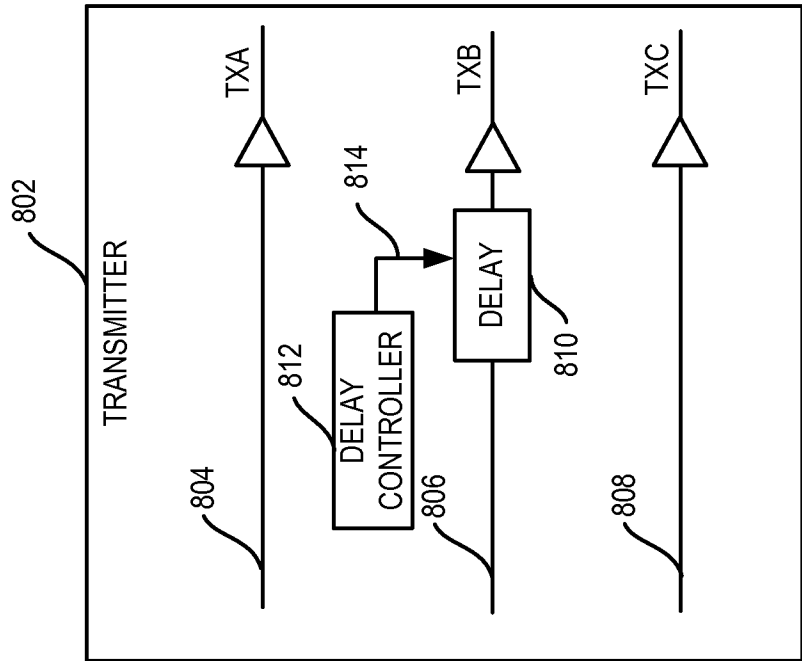 802
TRANSMITTER
804
TXA
812
DELAY
CONTROLLER
814
806
DELAY
810
TXB
808
TXC